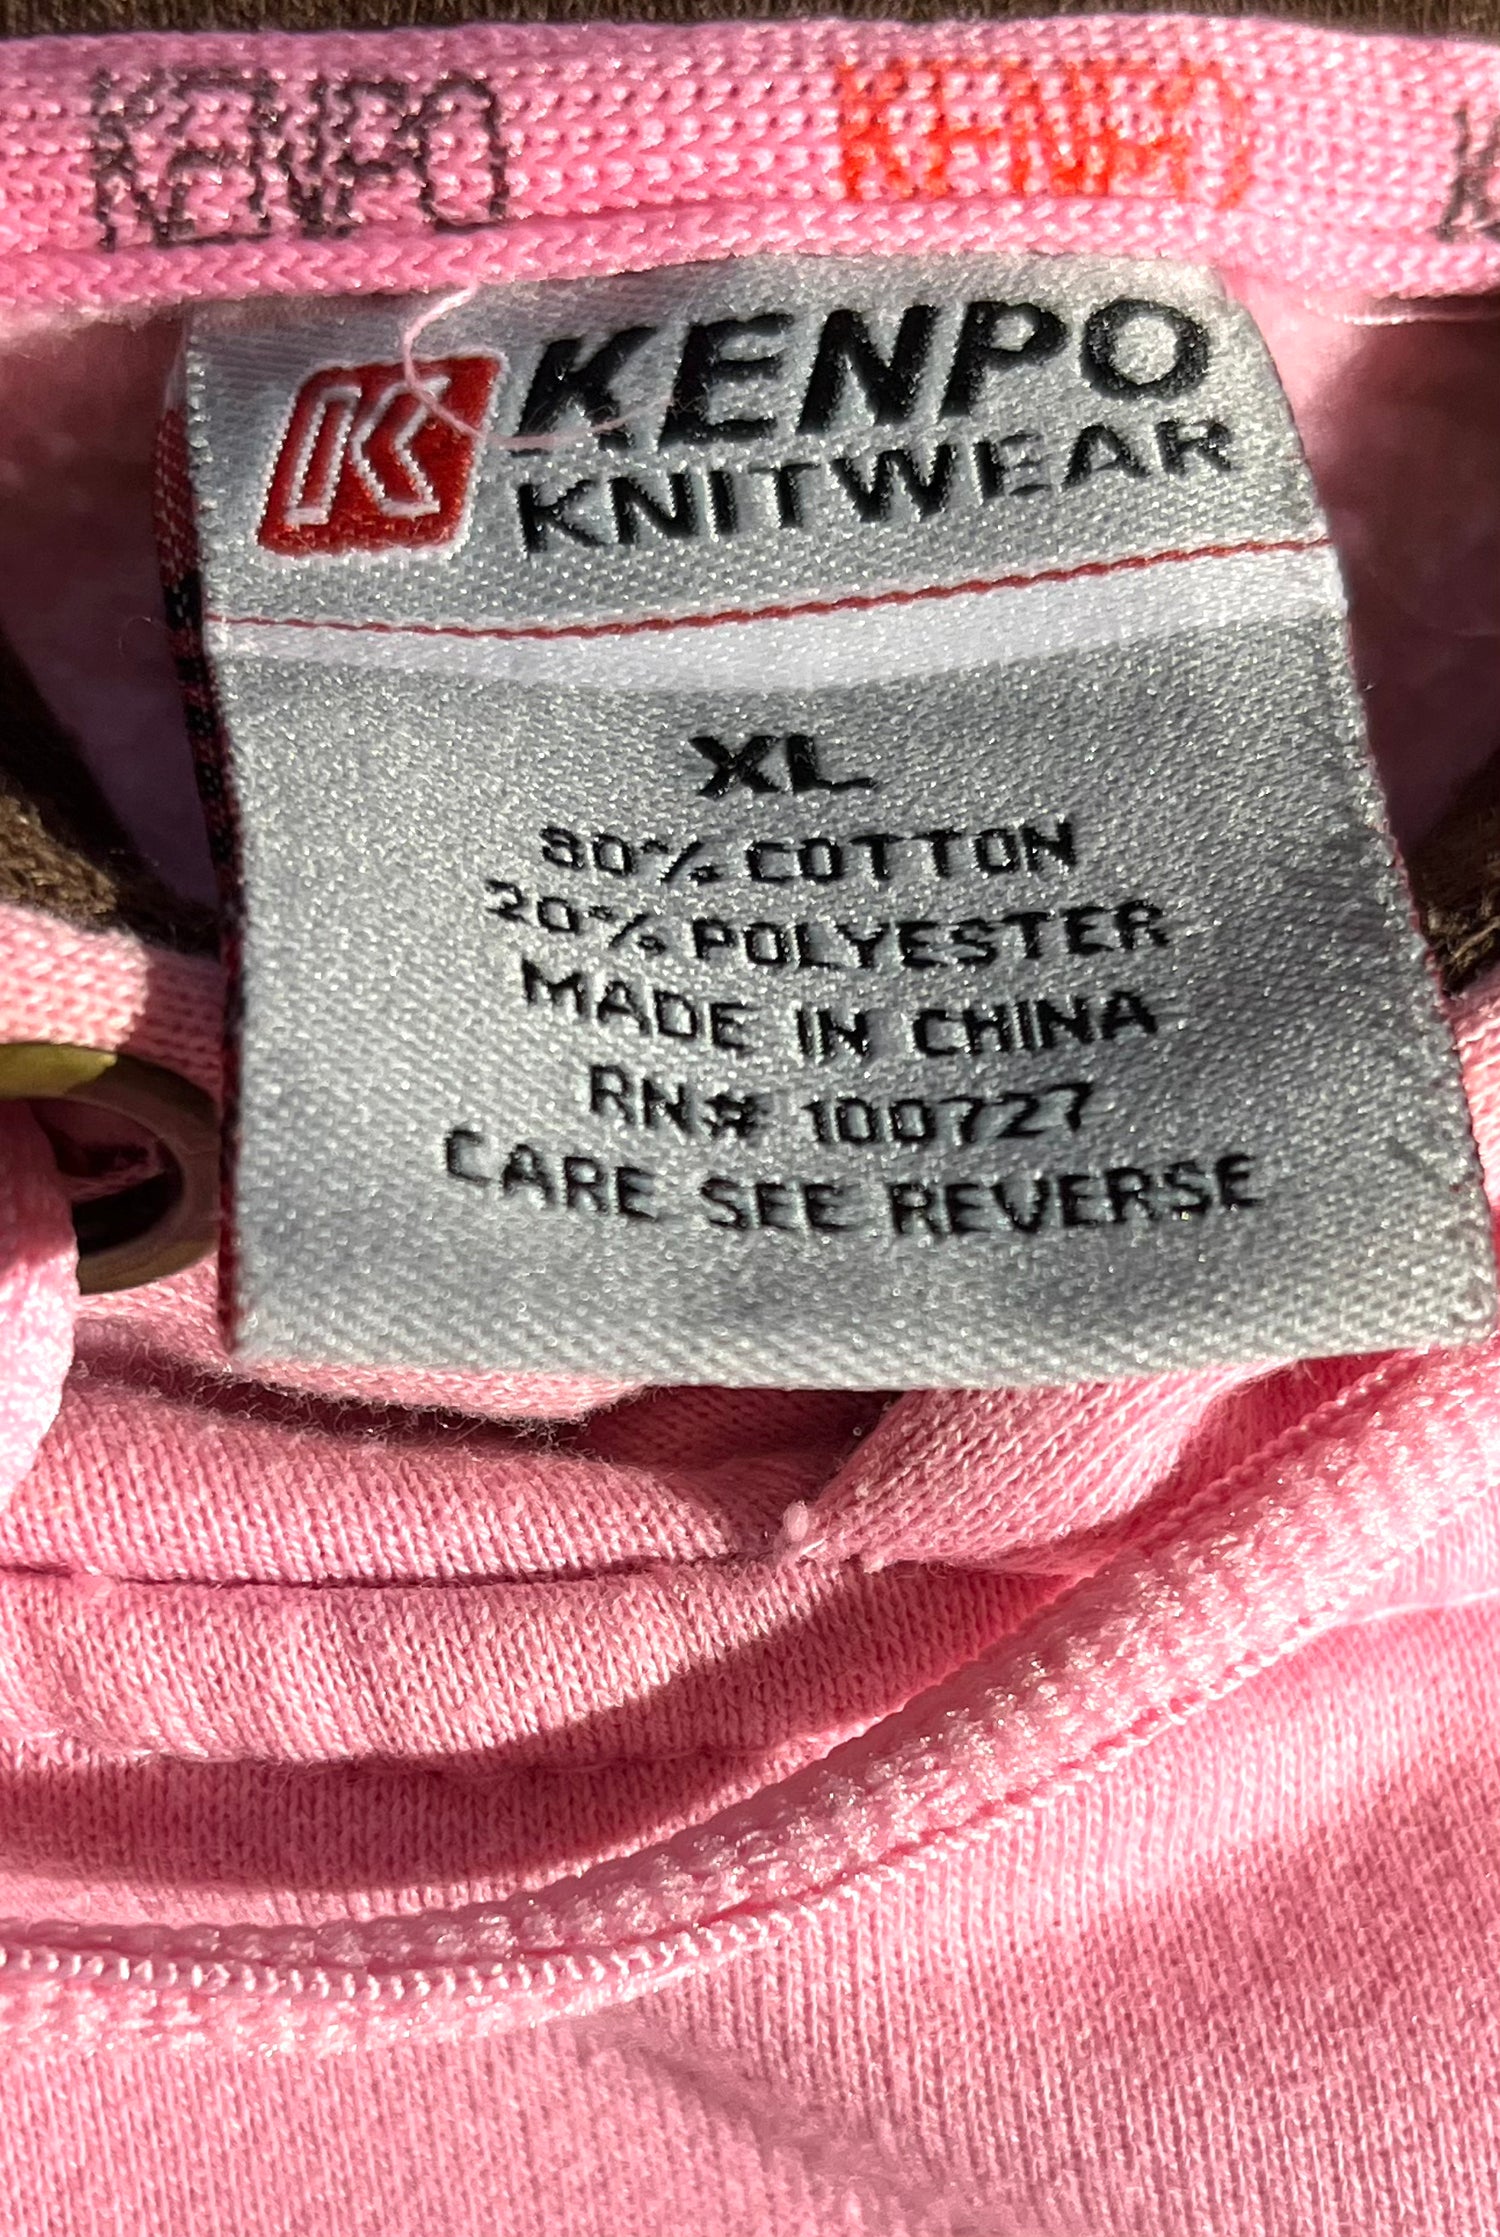 KENPO KENPO
KENPO
KNITWEAR
XL
80% COTTON
20% POLYESTER
MADE IN CHINA
RN# 100727
CARE SEE REVERSE